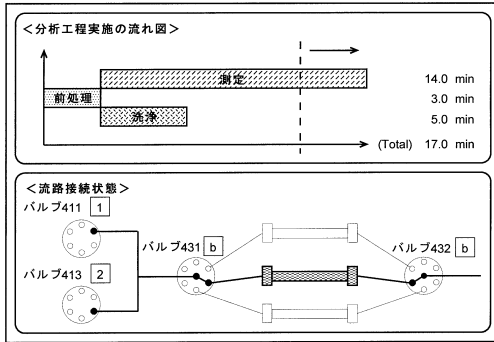 <分析工程実施の流れ図>
測定 14.0 min
前処理 3.0 min
洗浄 5.0 min
(Total) 17.0 min
<流路接続状態>
バルブ411 1
バルブ431 b
バルブ432 b
バルブ413 2